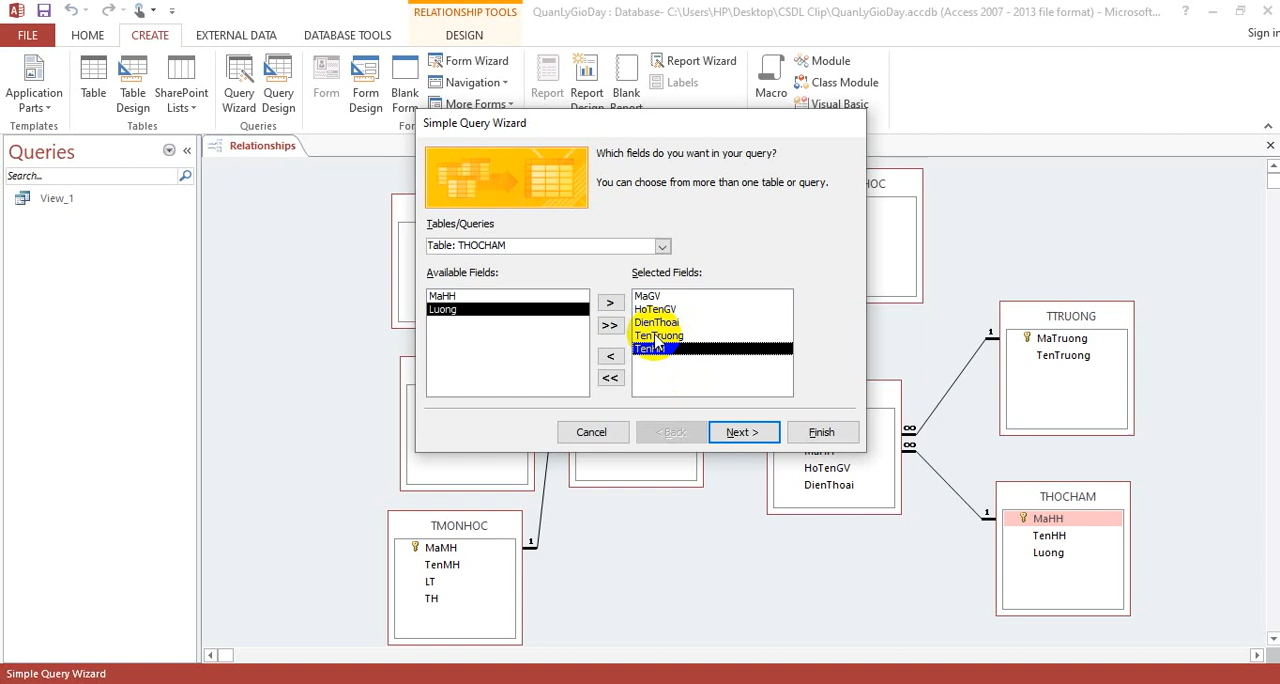 RELATIONSHIP TOOLS
QuanLyGioDay : Database- C:\Users\HP\Desktop\CSDL Clip\QuanLyGioDay.accdb (Access 2007 - 2013 file format) - Microsoft...
FILE
HOME
CREATE
EXTERNAL DATA
DATABASE TOOLS
DESIGN
Sign in
Application Parts
Table
Table Design
SharePoint Lists
Query Wizard
Query Design
Form
Form Design
Blank Form
Form Wizard
Navigation
More Forms
Report
Report Design
Blank Report
Report Wizard
Labels
Macro
Module
Class Module
Visual Basic
Templates
Tables
Queries
Queries
Search...
View_1
Relationships
Simple Query Wizard
Which fields do you want in your query?
You can choose from more than one table or query.
Tables/Queries
Table: THOCHAM
Available Fields:
MaHH
Luong
>
>>
<
<<
Selected Fields:
MaGV
HoTenGV
DienThoai
TenTruong
Cancel
< Back
Next >
Finish
TTRUONG
MaTruong
TenTruong
1
∞
∞
HoTenGV
DienThoai
THOCHAM
MaHH
TenHH
Luong
1
TMONHOC
MaMH
TenMH
LT
TH
1
Simple Query Wizard